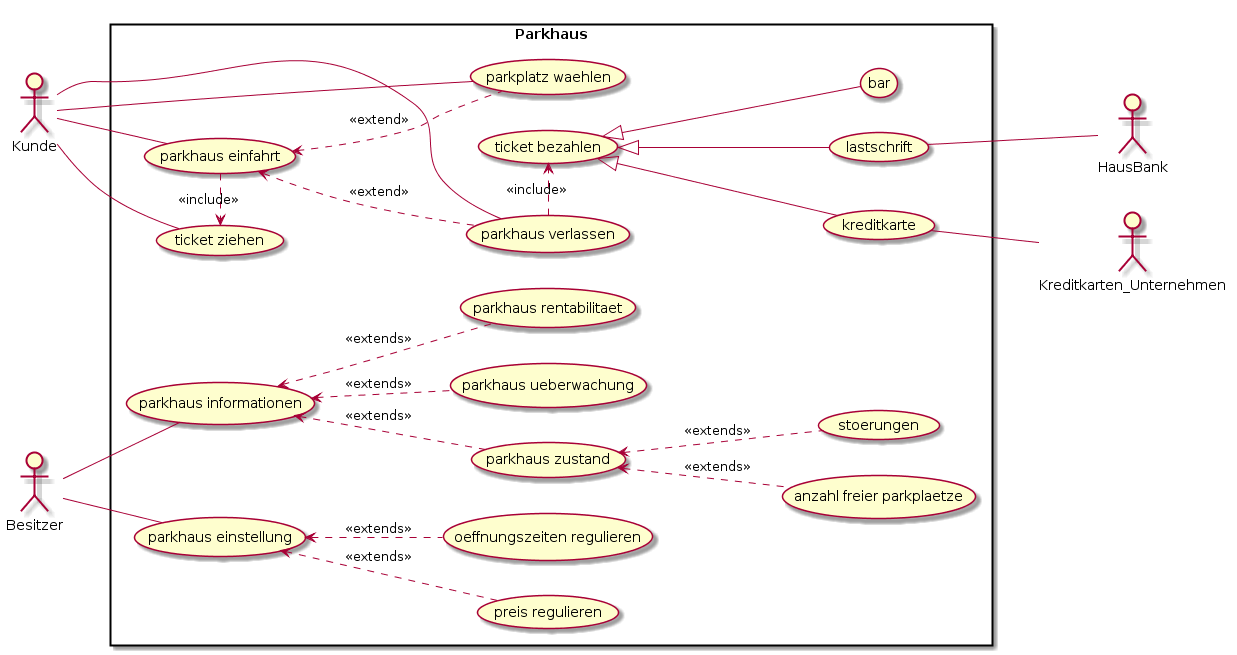 Parkhaus
parkplatz waehlen
bar
«extend»
Kunde
parkhaus einfahrt
ticket bezahlen
lastschrift
HausBank
«include»
«extend»
«include»
ticket ziehen
parkhaus verlassen
kreditkarte
Kreditkarten_Unternehmen
parkhaus rentabilitaet
«extends»
parkhaus informationen
«extends»
parkhaus ueberwachung
«extends»
parkhaus zustand
«extends»
stoerungen
«extends»
anzahl freier parkplaetze
Besitzer
parkhaus einstellung
«extends»
oeffnungszeiten regulieren
«extends»
preis regulieren